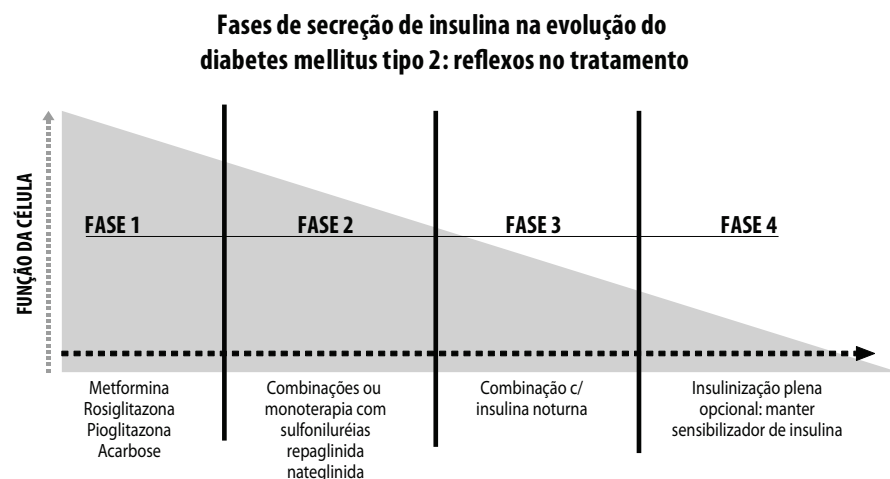 Fases de secreção de insulina na evolução do
diabetes mellitus tipo 2: reflexos no tratamento
FUNÇÃO DA CÉLULA
FASE 1
FASE 2
FASE 3
FASE 4
Metformina
Rosiglitazona
Pioglitazona
Acarbose
Combinações ou
monoterapia com
sulfoniluréias
repaglinida
nateglinida
Combinação c/
insulina noturna
Insulinização plena
opcional: manter
sensibilizador de insulina